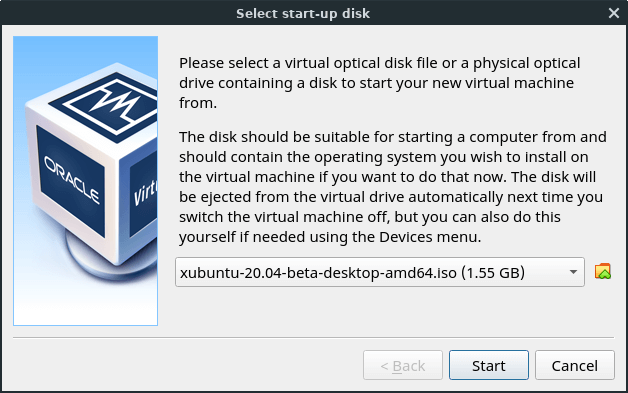 Select start-up disk
Please select a virtual optical disk file or a physical optical
drive containing a disk to start your new virtual machine
from.
The disk should be suitable for starting a computer from and
should contain the operating system you wish to install on
the virtual machine if you want to do that now. The disk will
be ejected from the virtual drive automatically next time you
switch the virtual machine off, but you can also do this
yourself if needed using the Devices menu.
ORACLE
Virtu
xubuntu-20.04-beta-desktop-amd64.iso (1.55 GB)
< Back
Start
Cancel